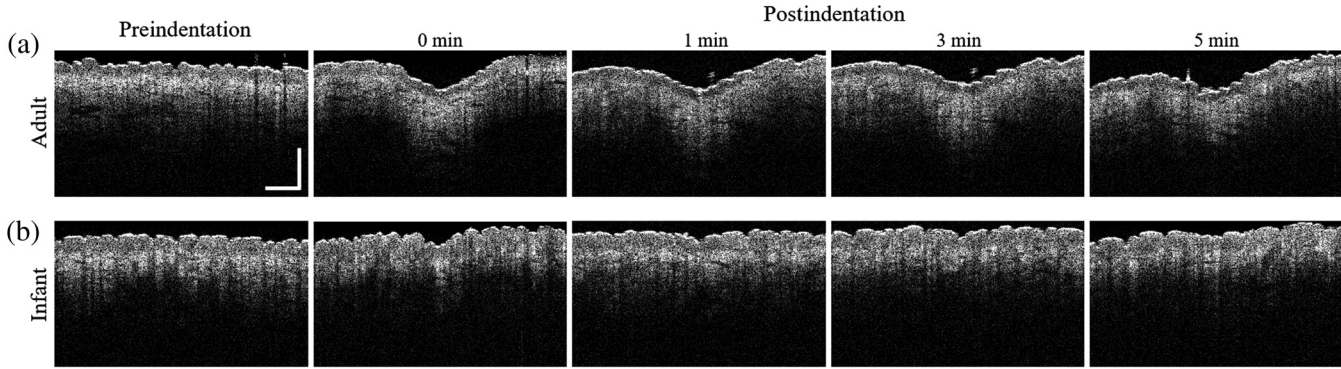 Postindentation
Preindentation
0 min
1 min
3 min
5 min
(a)
Adult
(b)
Infant